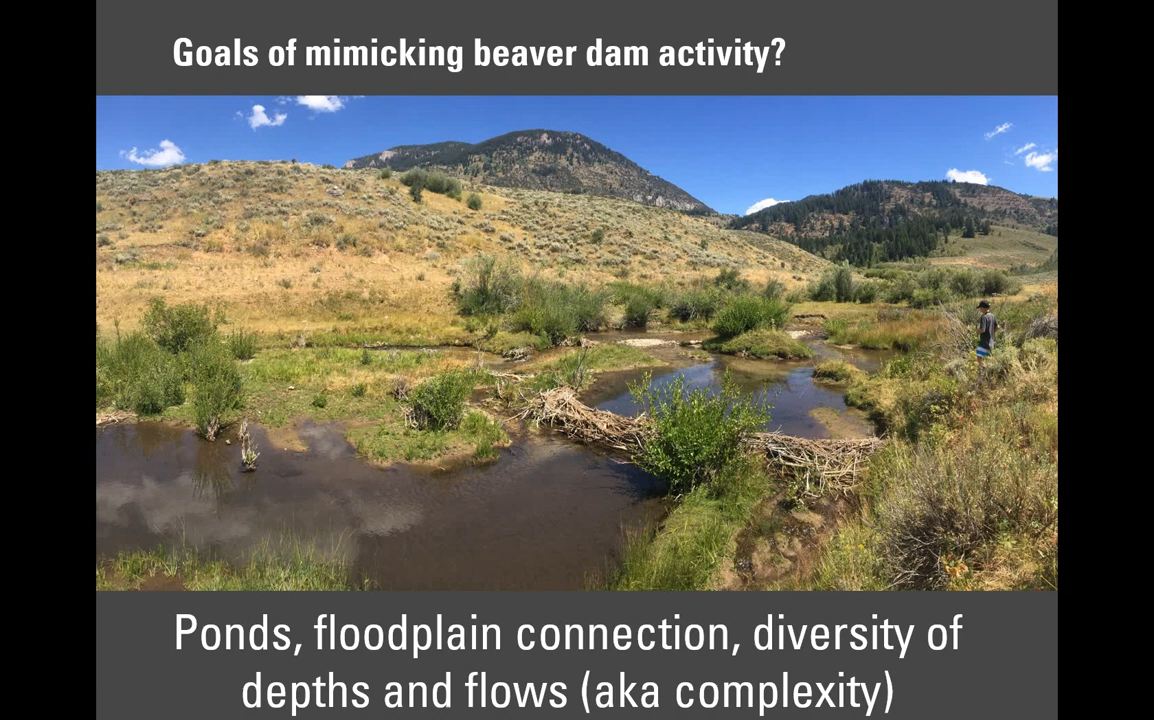 Goals of mimicking beaver dam activity?
Ponds, floodplain connection, diversity of
depths and flows (aka complexity)